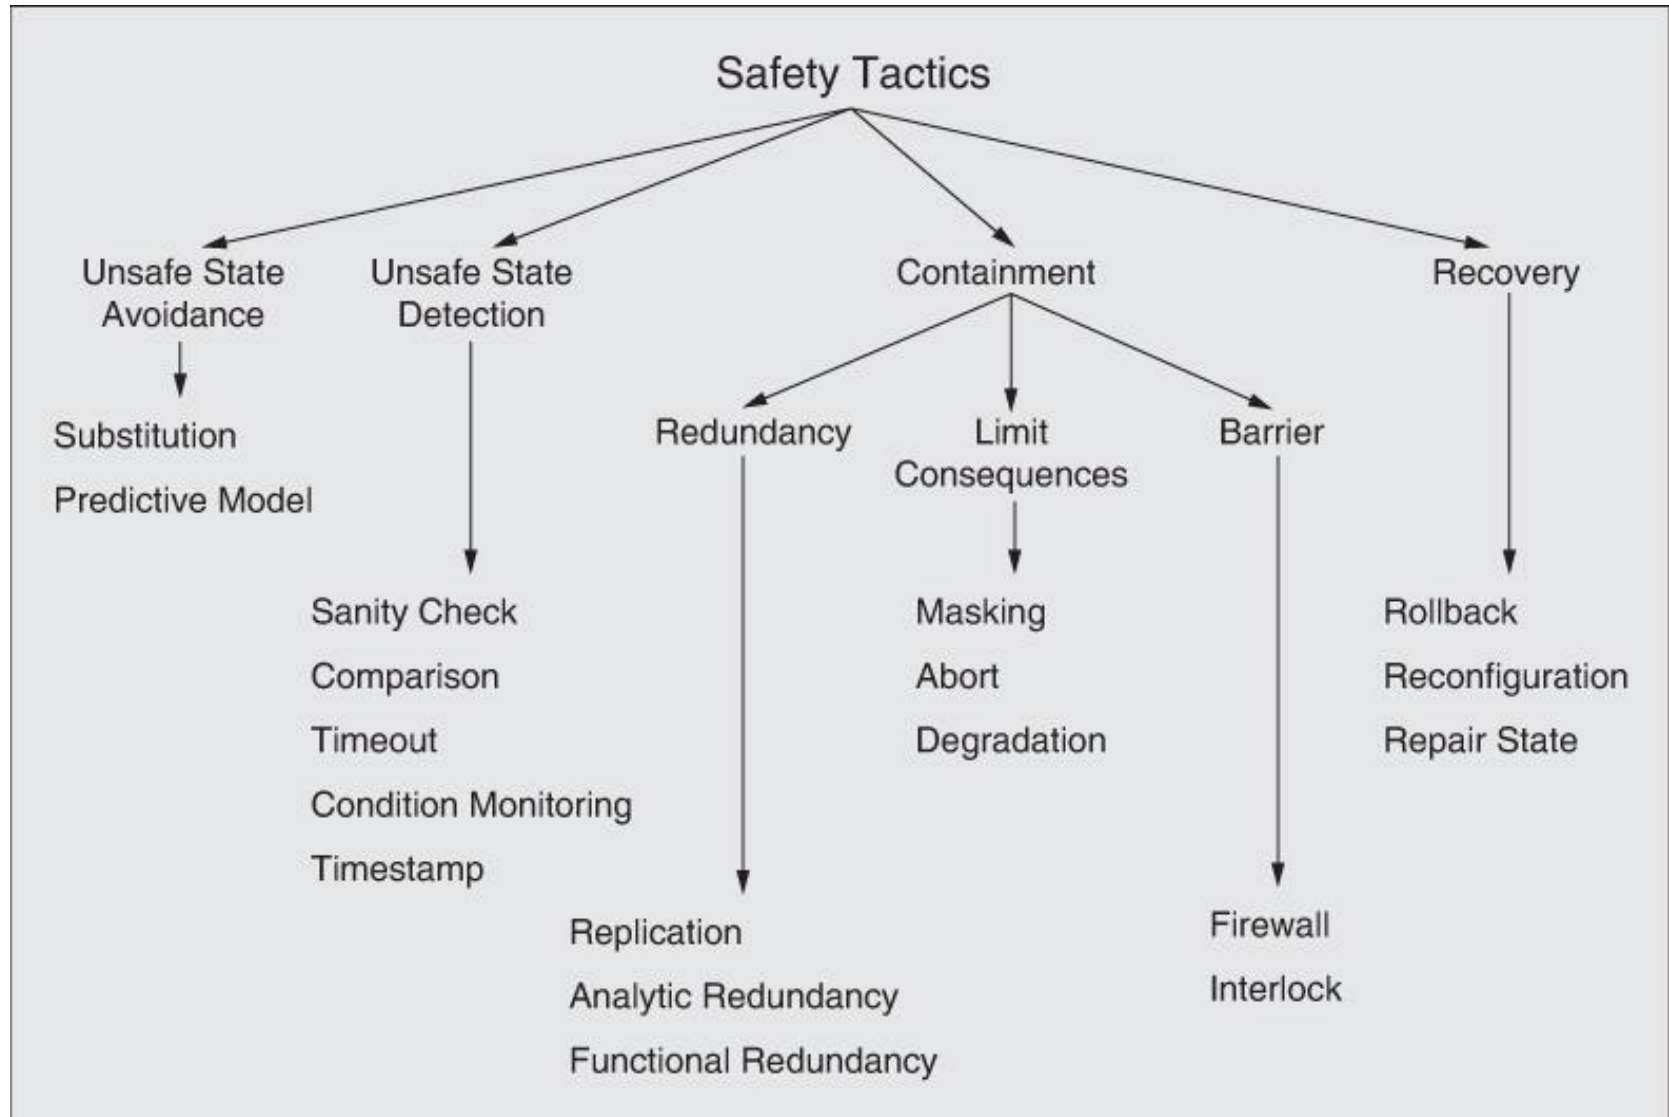 Safety Tactics
Unsafe State
Avoidance
Unsafe State
Detection
Containment
Recovery
Substitution
Predictive Model
Redundancy
Limit
Consequences
Barrier
Sanity Check
Comparison
Timeout
Condition Monitoring
Timestamp
Masking
Abort
Degradation
Rollback
Reconfiguration
Repair State
Replication
Analytic Redundancy
Functional Redundancy
Firewall
Interlock